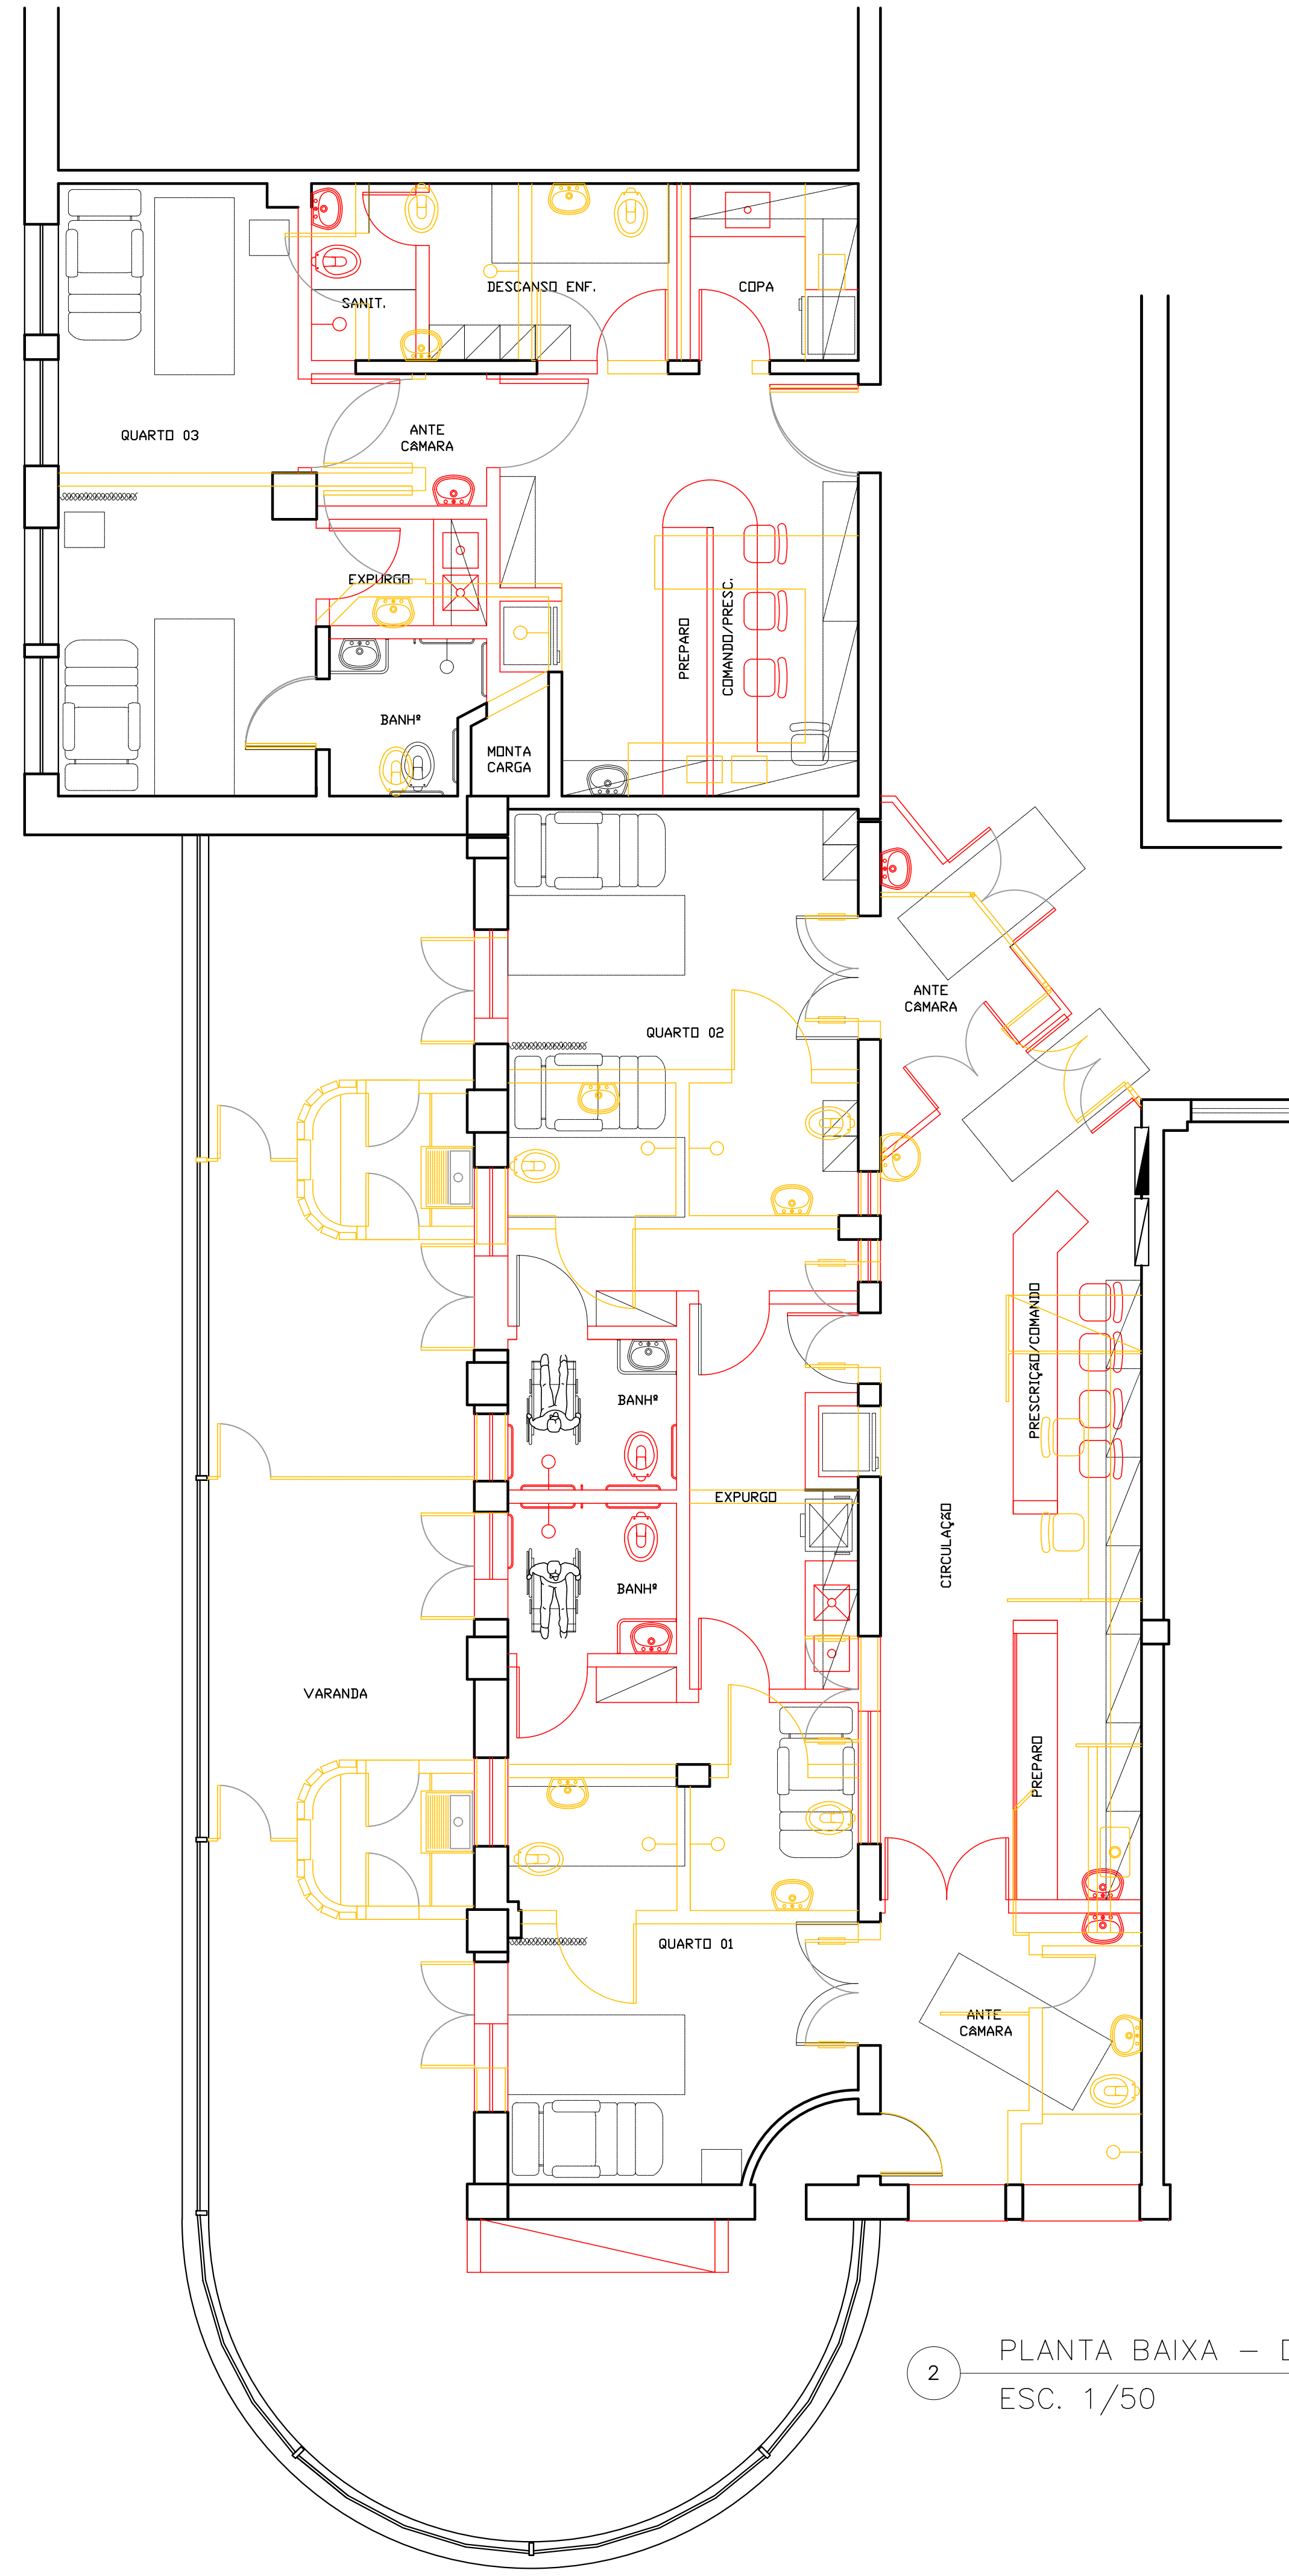 DESCANSO ENF.
COPA
SANIT.
QUARTO 03
ANTE
CÂMARA
EXPURGO
PREPARO
COMANDO/PRESC.
BANHº
MONTA
CARGA
ANTE
CÂMARA
QUARTO 02
PRESCRIÇÃO/COMANDO
BANHº
EXPURGO
CIRCULAÇÃO
BANHº
VARANDA
PREPARO
QUARTO 01
ANTE
CÂMARA
2
PLANTA BAIXA –
ESC. 1/50